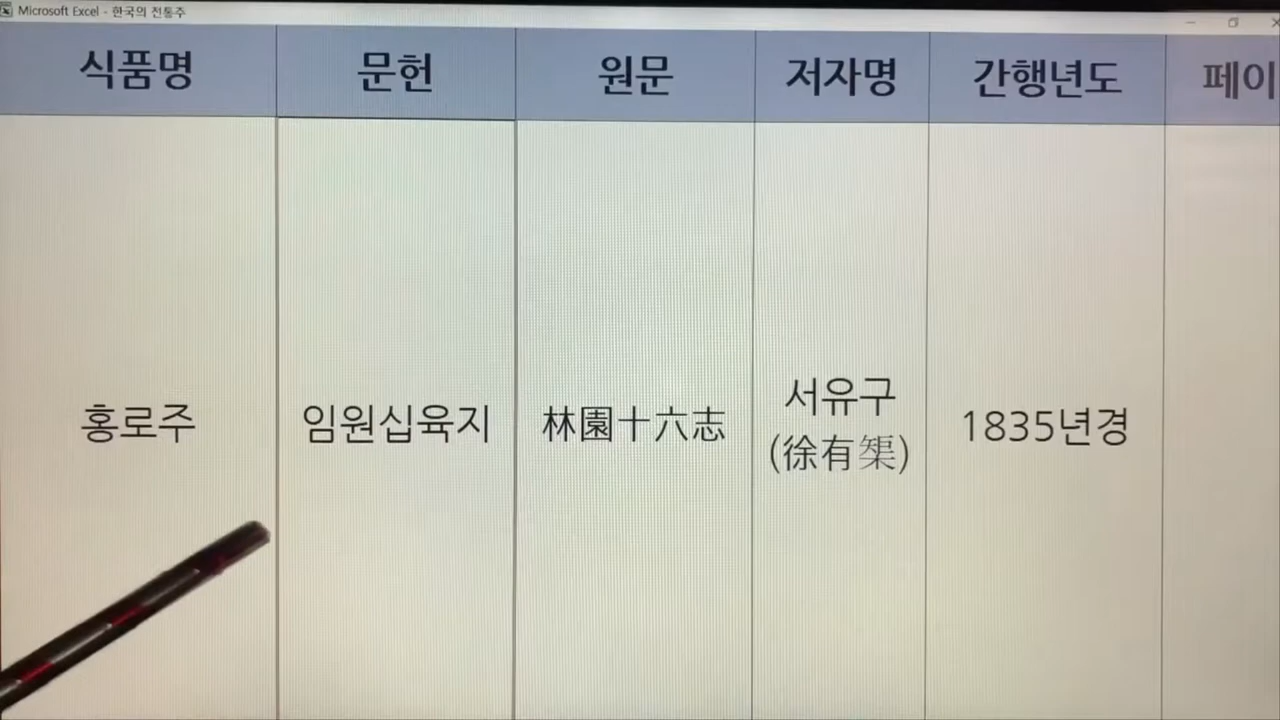 Microsoft Excel - 한국의 전통주
식품명 문헌 원문 저자명 간행년도 페이
홍로주 임원십육지 林園十六志 서유구 (徐有榘) 1835년경